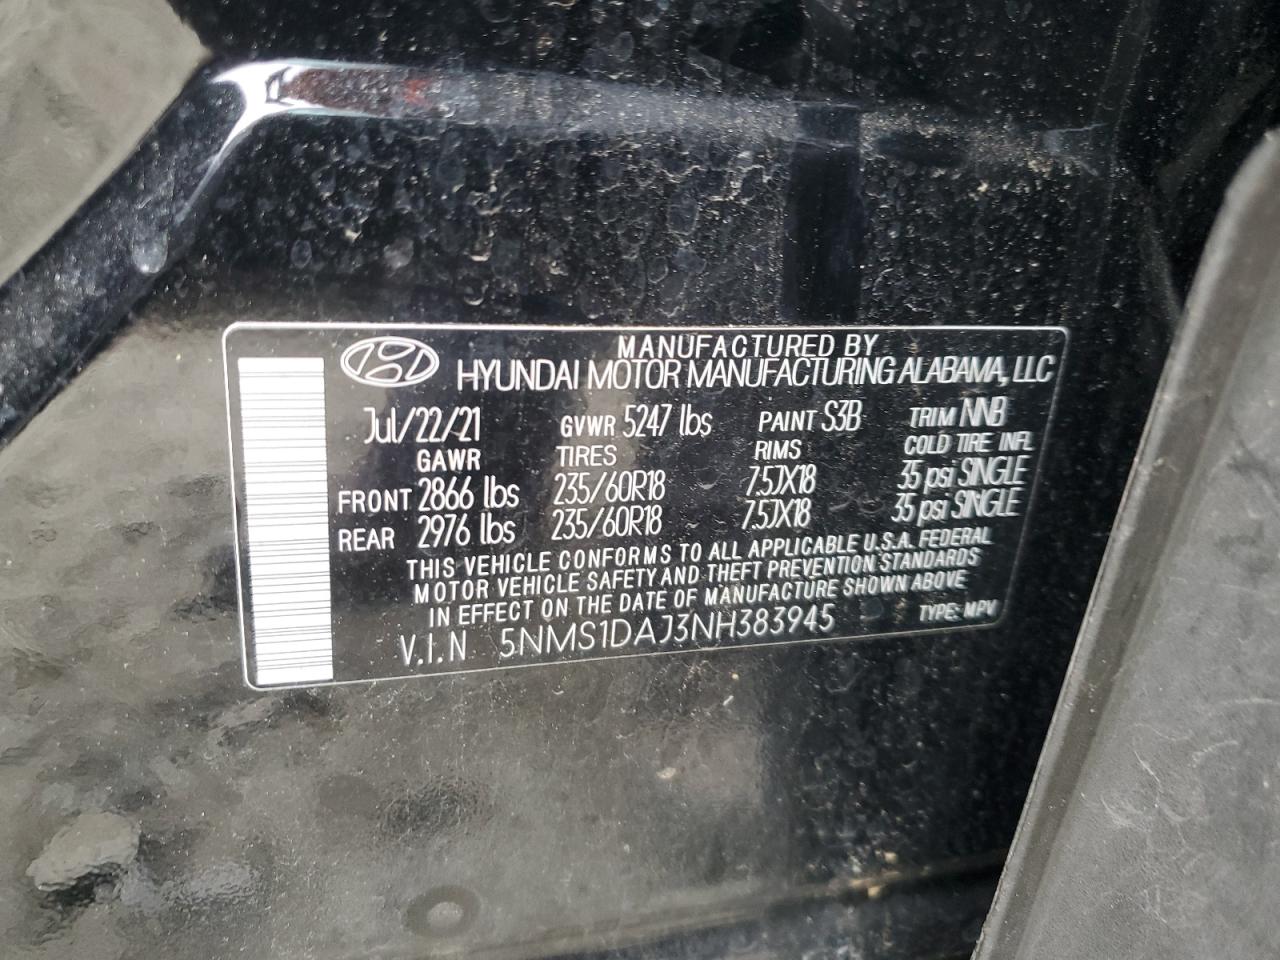 MANUFACTURED BY
HYUNDAI MOTOR MANUFACTURING ALABAMA, LLC
Jul/22/21 GVWR 5247 lbs PAINT S3B TRIM NNB
GAWR TIRES RIMS COLD TIRE INFL
FRONT 2866 lbs 235/60R18 7.5JX18 35 psi SINGLE
REAR 2976 lbs 235/60R18 7.5JX18 35 psi SINGLE
THIS VEHICLE CONFORMS TO ALL APPLICABLE U.S.A. FEDERAL
MOTOR VEHICLE SAFETY AND THEFT PREVENTION STANDARDS
IN EFFECT ON THE DATE OF MANUFACTURE SHOWN ABOVE
V.I.N 5NMS1DAJ3NH383945 TYPE: MPV